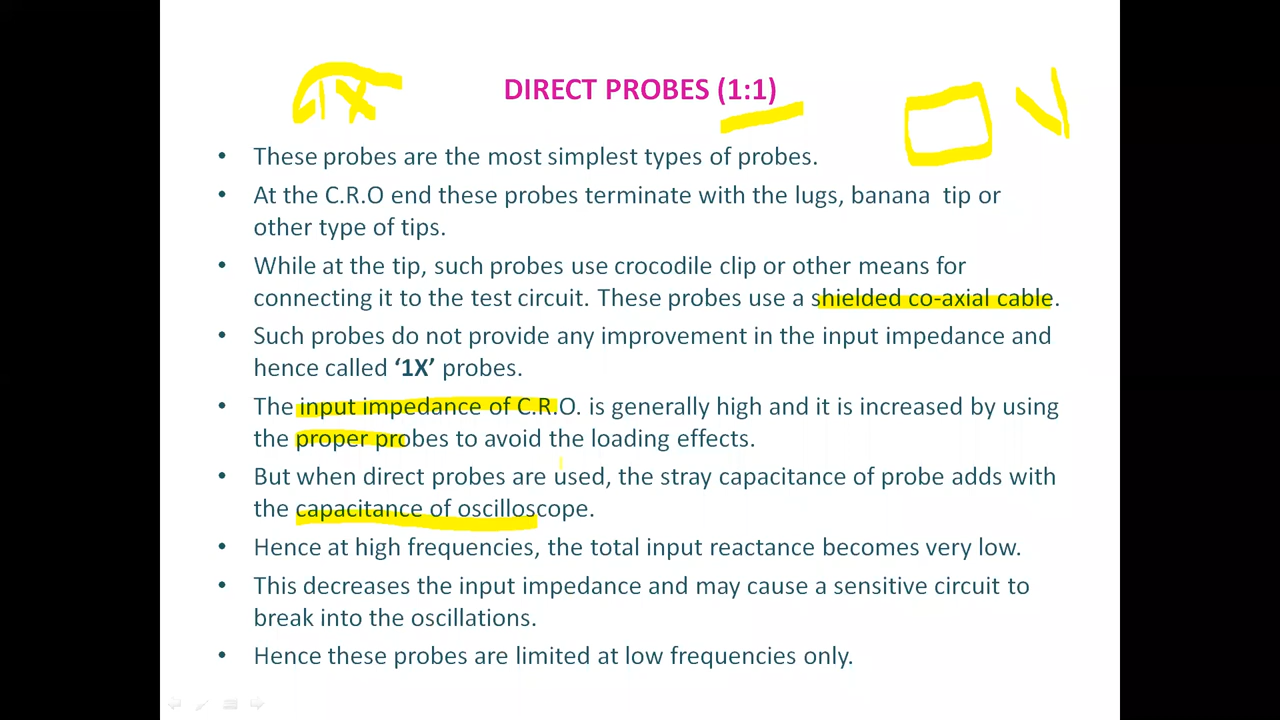 1X
DIRECT PROBES (1:1)
• These probes are the most simplest types of probes.
• At the C.R.O end these probes terminate with the lugs, banana tip or
other type of tips.
• While at the tip, such probes use crocodile clip or other means for
connecting it to the test circuit. These probes use a shielded co-axial cable.
• Such probes do not provide any improvement in the input impedance and
hence called ‘1X’ probes.
• The input impedance of C.R.O. is generally high and it is increased by using
the proper probes to avoid the loading effects.
• But when direct probes are used, the stray capacitance of probe adds with
the capacitance of oscilloscope.
• Hence at high frequencies, the total input reactance becomes very low.
• This decreases the input impedance and may cause a sensitive circuit to
break into the oscillations.
• Hence these probes are limited at low frequencies only.